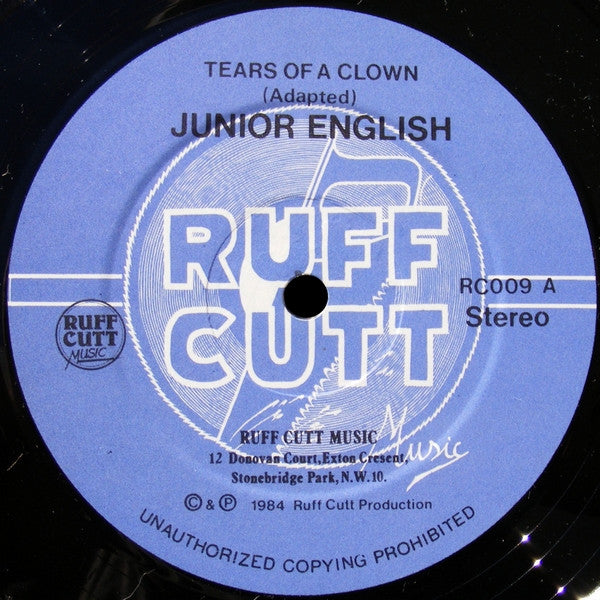 TEARS OF A CLOWN
(Adapted)
JUNIOR ENGLISH
RUFF
CUTT
Music
RC009 A
Stereo
RUFF
CUTT
MUSIC
RUFF CUTT MUSIC
12 Donovan Court, Exton Cresent,
Stonebridge Park, N.W. 10.
© & ℗ 1984 Ruff Cutt Production
UNAUTHORIZED COPYING PROHIBITED